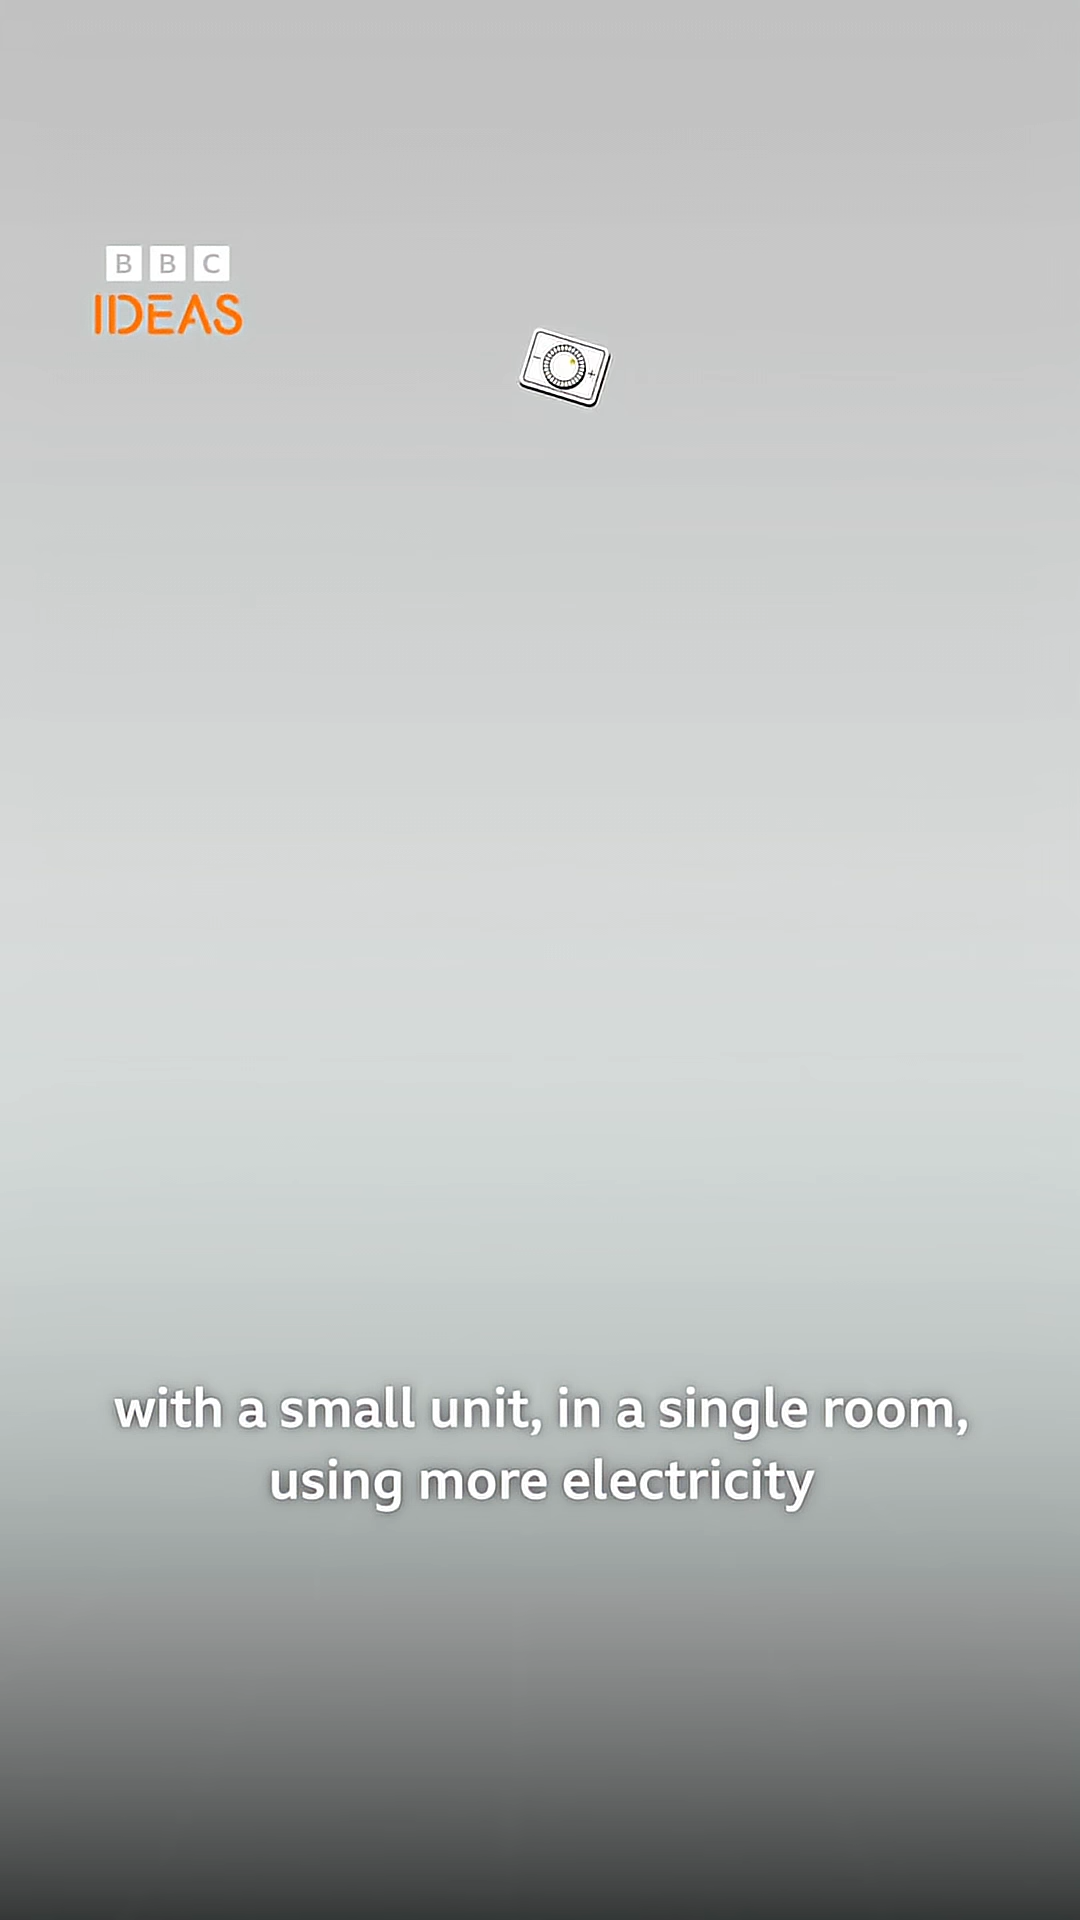 BBC
IDEAS
- +
with a small unit, in a single room,
using more electricity